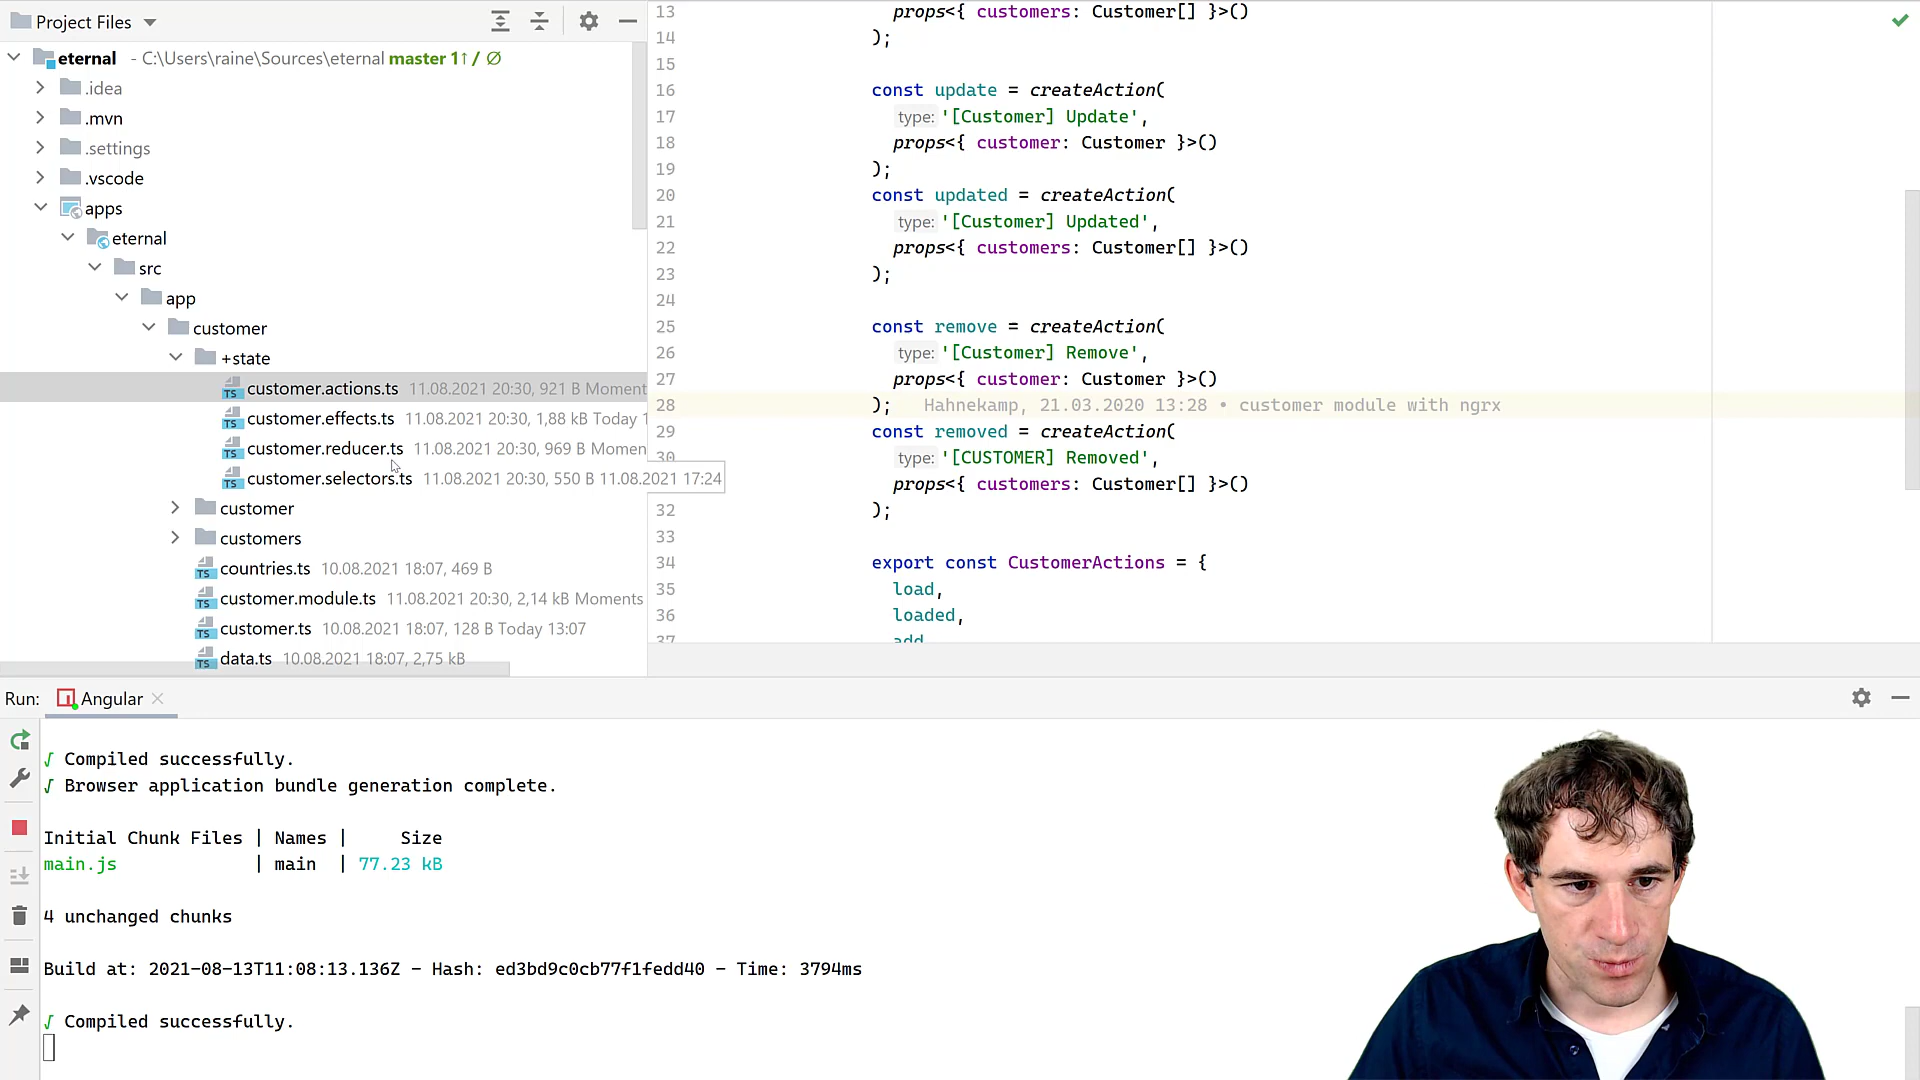 Project Files
eternal - C:\Users\raine\Sources\eternal master 1↑ / ∅
.idea
.mvn
.settings
.vscode
apps
eternal
src
app
customer
+state
customer.actions.ts 11.08.2021 20:30, 921 B Moment
customer.effects.ts 11.08.2021 20:30, 1,88 kB Today 1
customer.reducer.ts 11.08.2021 20:30, 969 B Momen
customer.selectors.ts 11.08.2021 20:30, 550 B 11.08.2021 17:24
customer
customers
countries.ts 10.08.2021 18:07, 469 B
customer.module.ts 11.08.2021 20:30, 2,14 kB Moments
customer.ts 10.08.2021 18:07, 128 B Today 13:07
data.ts 10.08.2021 18:07, 2,75 kB
13 props<{ customers: Customer[] }>()
14 );
15
16 const update = createAction(
17 type: '[Customer] Update',
18 props<{ customer: Customer }>()
19 );
20 const updated = createAction(
21 type: '[Customer] Updated',
22 props<{ customers: Customer[] }>()
23 );
24
25 const remove = createAction(
26 type: '[Customer] Remove',
27 props<{ customer: Customer }>()
28 ); Hahnekamp, 21.03.2020 13:28 • customer module with ngrx
29 const removed = createAction(
30 type: '[CUSTOMER] Removed',
props<{ customers: Customer[] }>()
32 );
33
34 export const CustomerActions = {
35 load,
36 loaded,
37 add
Run: Angular
√ Compiled successfully.
√ Browser application bundle generation complete.
Initial Chunk Files | Names | Size
main.js | main | 77.23 kB
4 unchanged chunks
Build at: 2021-08-13T11:08:13.136Z - Hash: ed3bd9c0cb77f1fedd40 - Time: 3794ms
√ Compiled successfully.